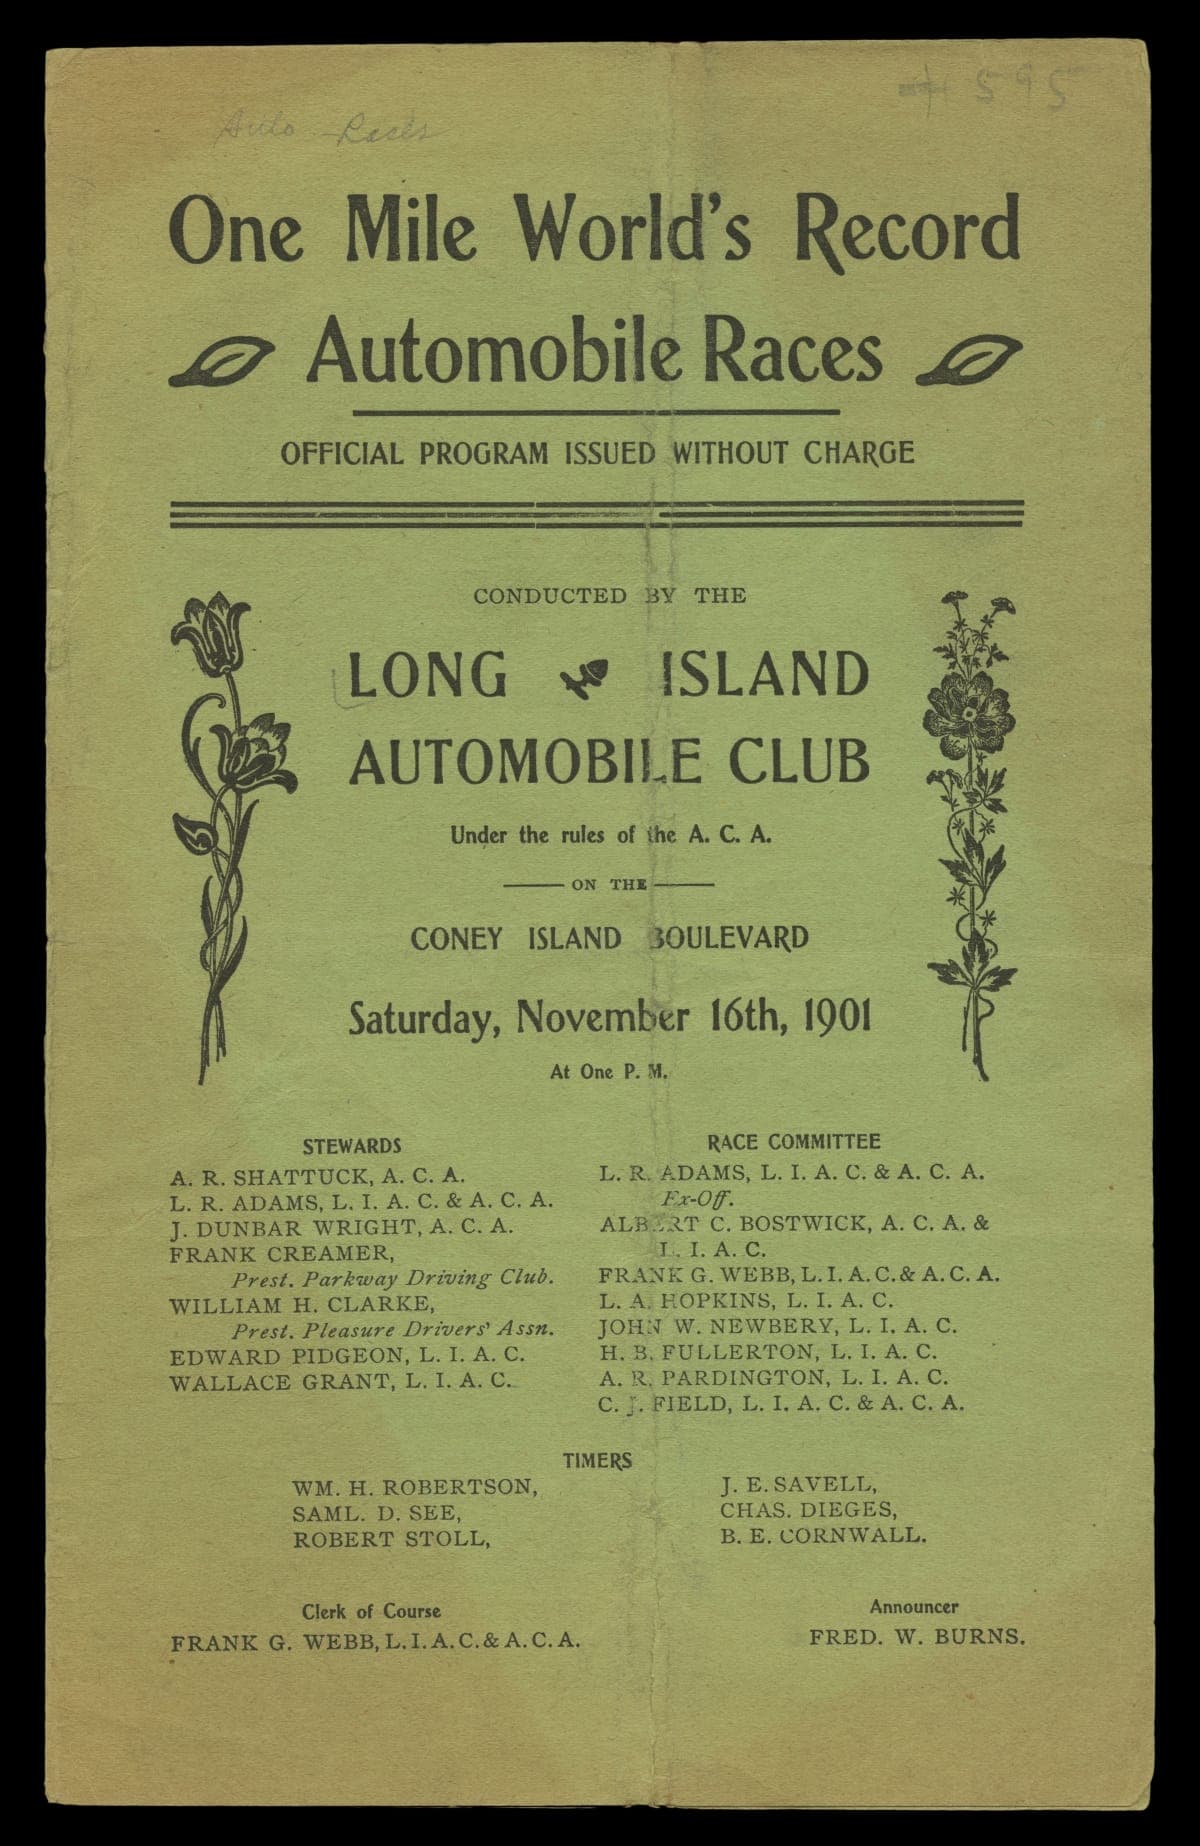 Auto Races
595
One Mile World's Record
Automobile Races
OFFICIAL PROGRAM ISSUED WITHOUT CHARGE
CONDUCTED BY THE
LONG ISLAND
AUTOMOBILE CLUB
Under the rules of the A. C. A.
ON THE
CONEY ISLAND BOULEVARD
Saturday, November 16th, 1901
At One P. M.
STEWARDS
A. R. SHATTUCK, A. C. A.
L. R. ADAMS, L. I. A. C. & A. C. A.
J. DUNBAR WRIGHT, A. C. A.
FRANK CREAMER,
Prest. Parkway Driving Club.
WILLIAM H. CLARKE,
Prest. Pleasure Drivers' Assn.
EDWARD PIDGEON, L. I. A. C.
WALLACE GRANT, L. I. A. C.
RACE COMMITTEE
L. R. ADAMS, L. I. A. C. & A. C. A.
Ex-Off.
ALBERT C. BOSTWICK, A. C. A. &
L. I. A. C.
FRANK G. WEBB, L. I. A. C. & A. C. A.
L. A. HOPKINS, L. I. A. C.
JOHN W. NEWBERY, L. I. A. C.
H. B. FULLERTON, L. I. A. C.
A. R. PARDINGTON, L. I. A. C.
C. J. FIELD, L. I. A. C. & A. C. A.
TIMERS
WM. H. ROBERTSON,
SAML. D. SEE,
ROBERT STOLL,
J. E. SAVELL,
CHAS. DIEGES,
B. E. CORNWALL.
Clerk of Course
FRANK G. WEBB, L. I. A. C. & A. C. A.
Announcer
FRED. W. BURNS.